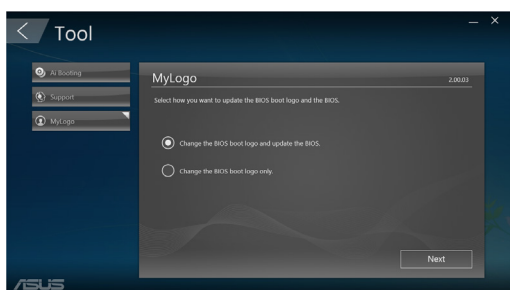 Tool
Ai Booting
Support
MyLogo
MyLogo
2.00.03
Select how you want to update the BIOS boot logo and the BIOS.
Change the BIOS boot logo and update the BIOS.
Change the BIOS boot logo only.
Next
ASUS